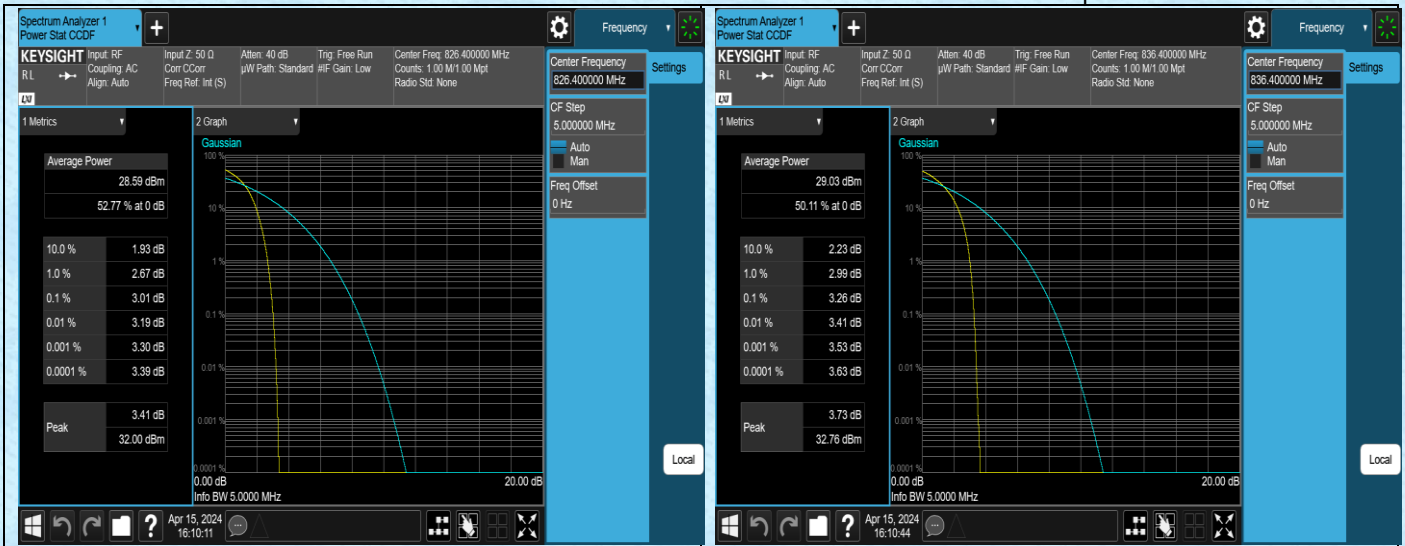 Spectrum Analyzer 1
Power Stat CCDF
+
Frequency
KEYSIGHT
RL
LXI
Input: RF
Coupling: AC
Align: Auto
Input Z: 50 Ω
Corr CCorr
Freq Ref: Int (S)
Atten: 40 dB
µW Path: Standard
Trig: Free Run
#IF Gain: Low
Center Freq: 826.400000 MHz
Counts: 1.00 M/1.00 Mpt
Radio Std: None
Center Frequency
826.400000 MHz
Settings
CF Step
5.000000 MHz
Auto
Man
Freq Offset
0 Hz
1 Metrics
Average Power
28.59 dBm
52.77 % at 0 dB
10.0 % 1.93 dB
1.0 % 2.67 dB
0.1 % 3.01 dB
0.01 % 3.19 dB
0.001 % 3.30 dB
0.0001 % 3.39 dB
Peak
3.41 dB
32.00 dBm
2 Graph
Gaussian
100 %
10 %
1 %
0.1 %
0.01 %
0.001 %
0.0001 %
0.00 dB 20.00 dB
Info BW 5.0000 MHz
Local
?
Apr 15, 2024
16:10:11
Spectrum Analyzer 1
Power Stat CCDF
+
Frequency
KEYSIGHT
RL
LXI
Input: RF
Coupling: AC
Align: Auto
Input Z: 50 Ω
Corr CCorr
Freq Ref: Int (S)
Atten: 40 dB
µW Path: Standard
Trig: Free Run
#IF Gain: Low
Center Freq: 836.400000 MHz
Counts: 1.00 M/1.00 Mpt
Radio Std: None
Center Frequency
836.400000 MHz
Settings
CF Step
5.000000 MHz
Auto
Man
Freq Offset
0 Hz
1 Metrics
Average Power
29.03 dBm
50.11 % at 0 dB
10.0 % 2.23 dB
1.0 % 2.99 dB
0.1 % 3.26 dB
0.01 % 3.41 dB
0.001 % 3.53 dB
0.0001 % 3.63 dB
Peak
3.73 dB
32.76 dBm
2 Graph
Gaussian
100 %
10 %
1 %
0.1 %
0.01 %
0.001 %
0.0001 %
0.00 dB 20.00 dB
Info BW 5.0000 MHz
Local
?
Apr 15, 2024
16:10:44